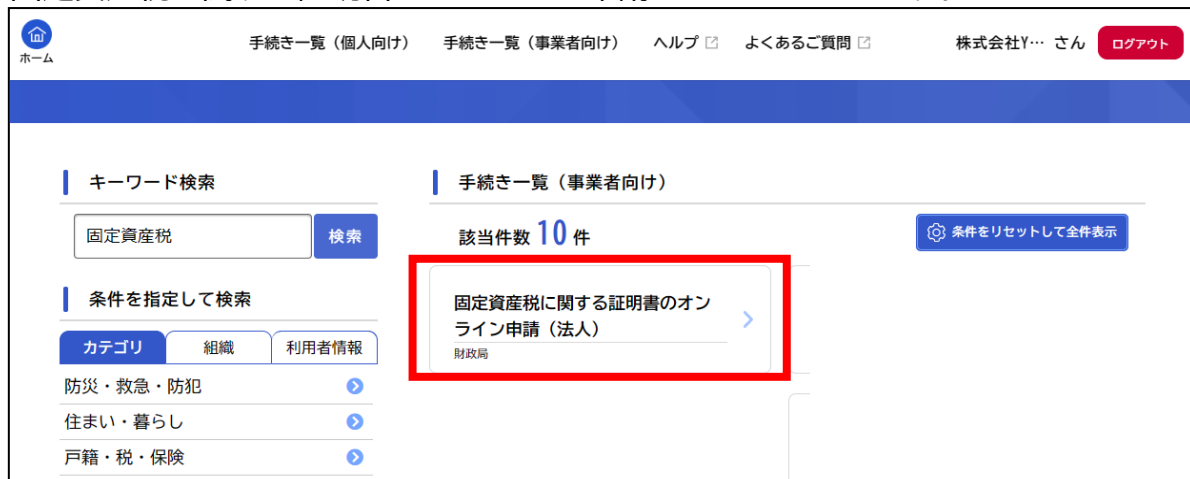 ホーム
手続き一覧（個人向け） 手続き一覧（事業者向け） ヘルプ よくあるご質問 株式会社Y… さん ログアウト
キーワード検索
固定資産税 検索
条件を指定して検索
カテゴリ 組織 利用者情報
防災・救急・防犯
住まい・暮らし
戸籍・税・保険
手続き一覧（事業者向け）
該当件数 10 件
条件をリセットして全件表示
固定資産税に関する証明書のオン
ライン申請（法人）
財政局